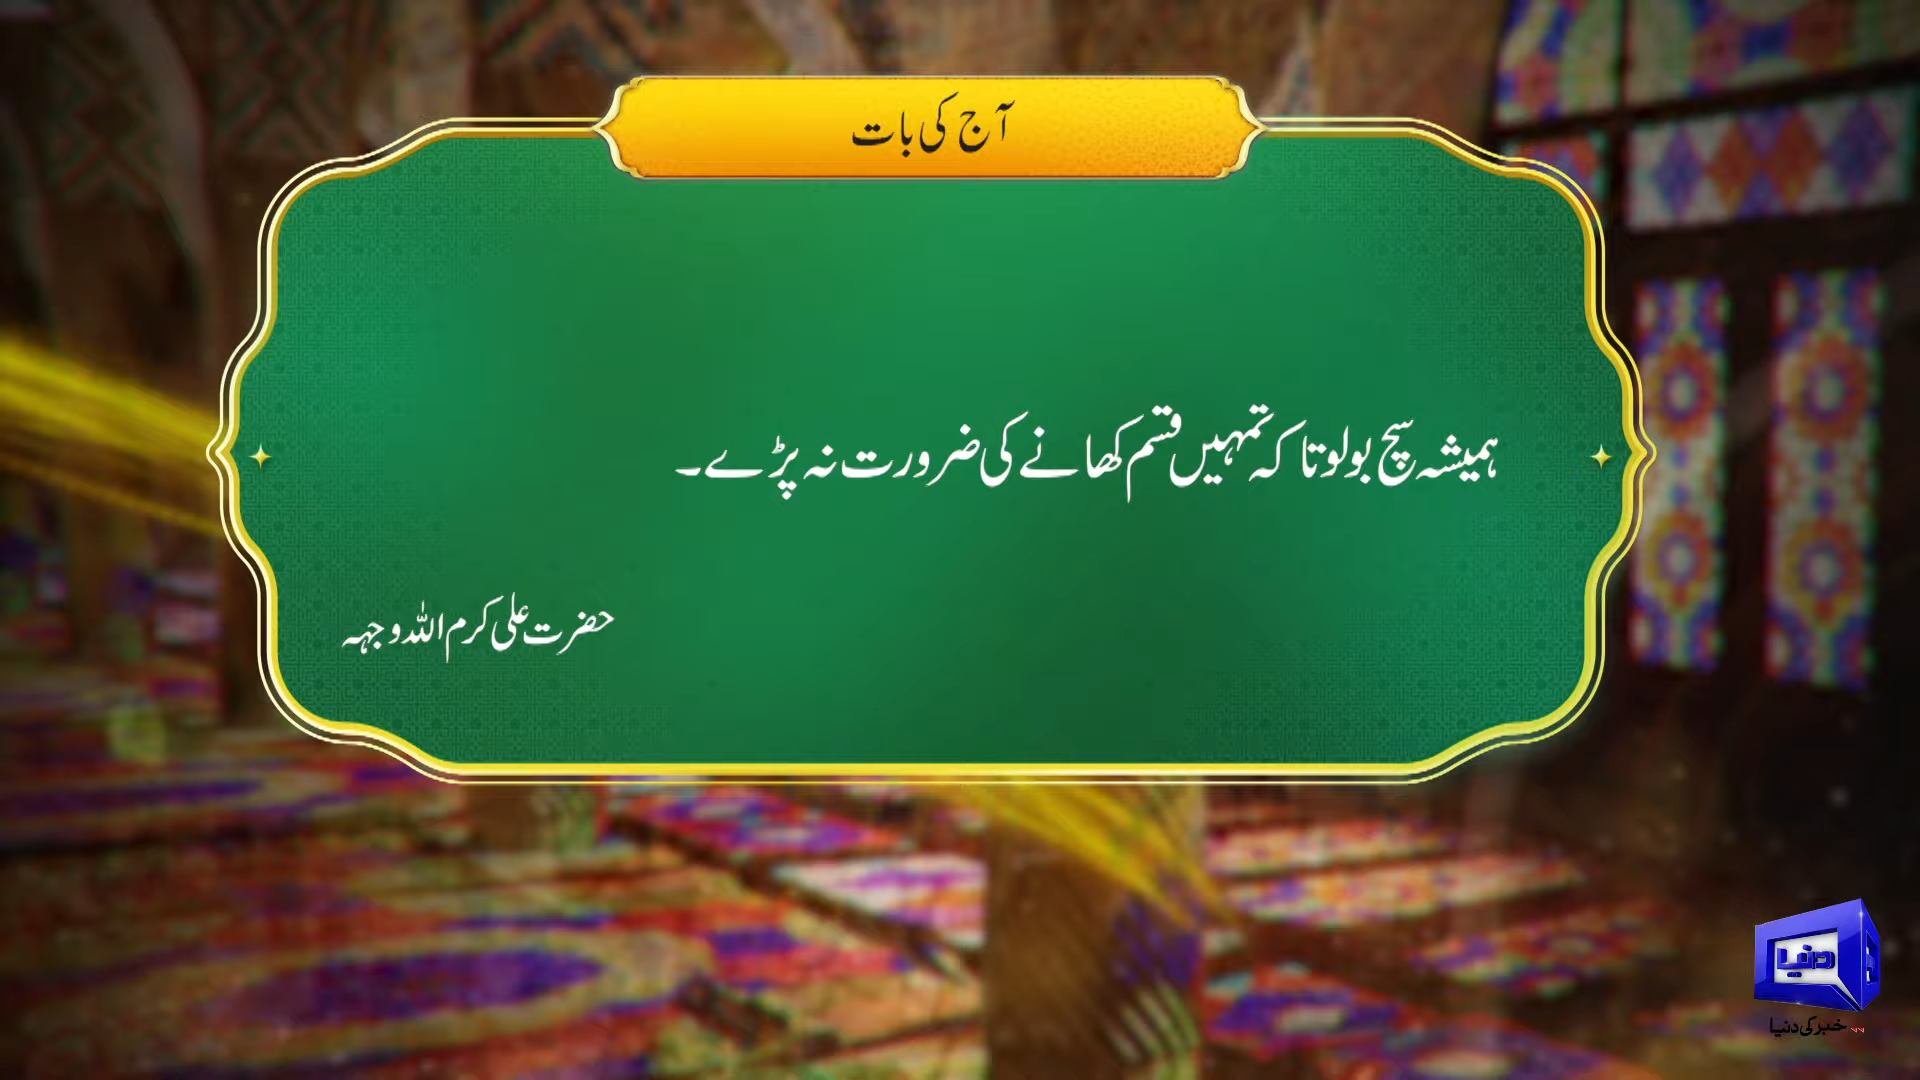 آج کی بات
ہمیشہ سچ بولو تا کہ تمہیں قسم کھانے کی ضرورت نہ پڑے۔
حضرت علی کرم اللہ وجہہ
دنیا
خبر کی دنیا